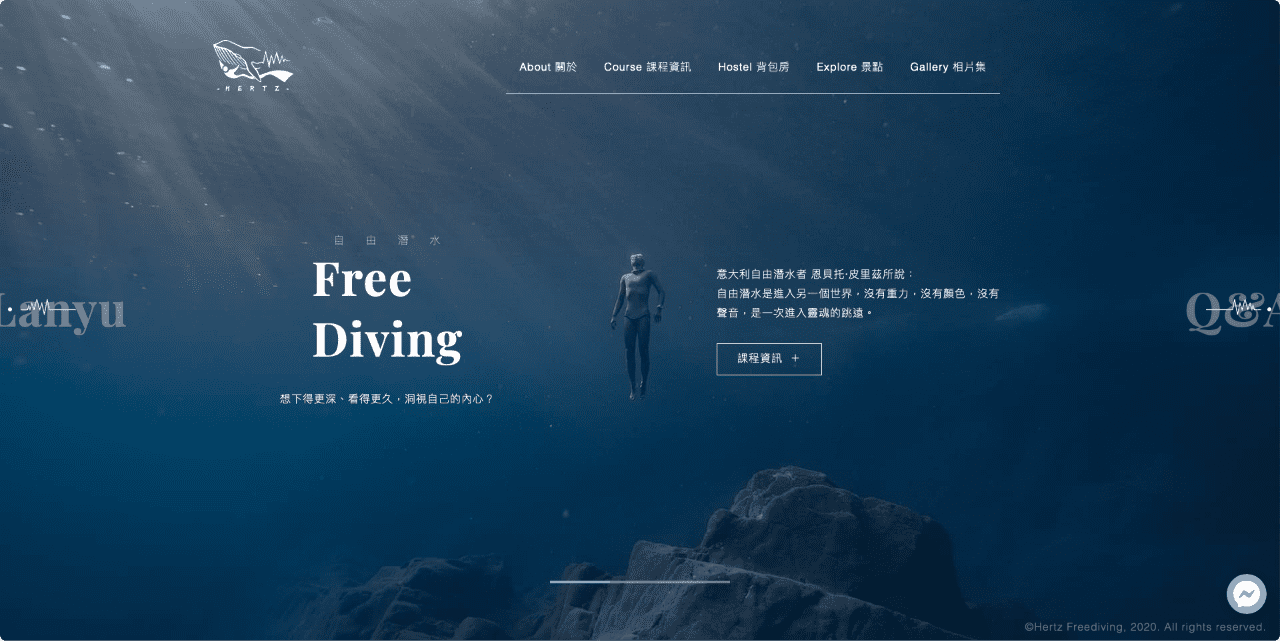 - HERTZ -
About 關於
Course 課程資訊
Hostel 背包房
Explore 景點
Gallery 相片集
自由潛水
Free
Diving
想下得更深、看得更久，洞視自己的內心？
意大利自由潛水者 恩貝托·皮里茲所說：
自由潛水是進入另一個世界，沒有重力，沒有顏色，沒有
聲音，是一次進入靈魂的跳遠。
課程資訊 ＋
Lanyu
Q&A
©Hertz Freediving, 2020. All rights reserved.